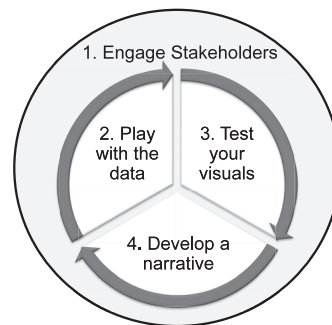 1. Engage Stakeholders
2. Play
with the
data
3. Test
your
visuals
4. Develop a
narrative